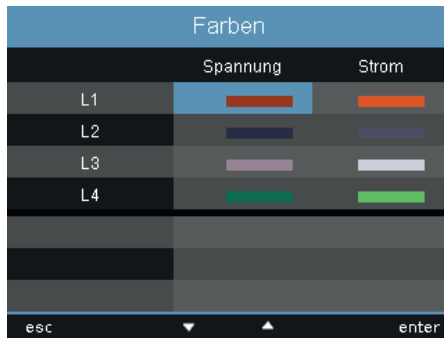 Farben
Spannung Strom
L1
L2
L3
L4
esc enter